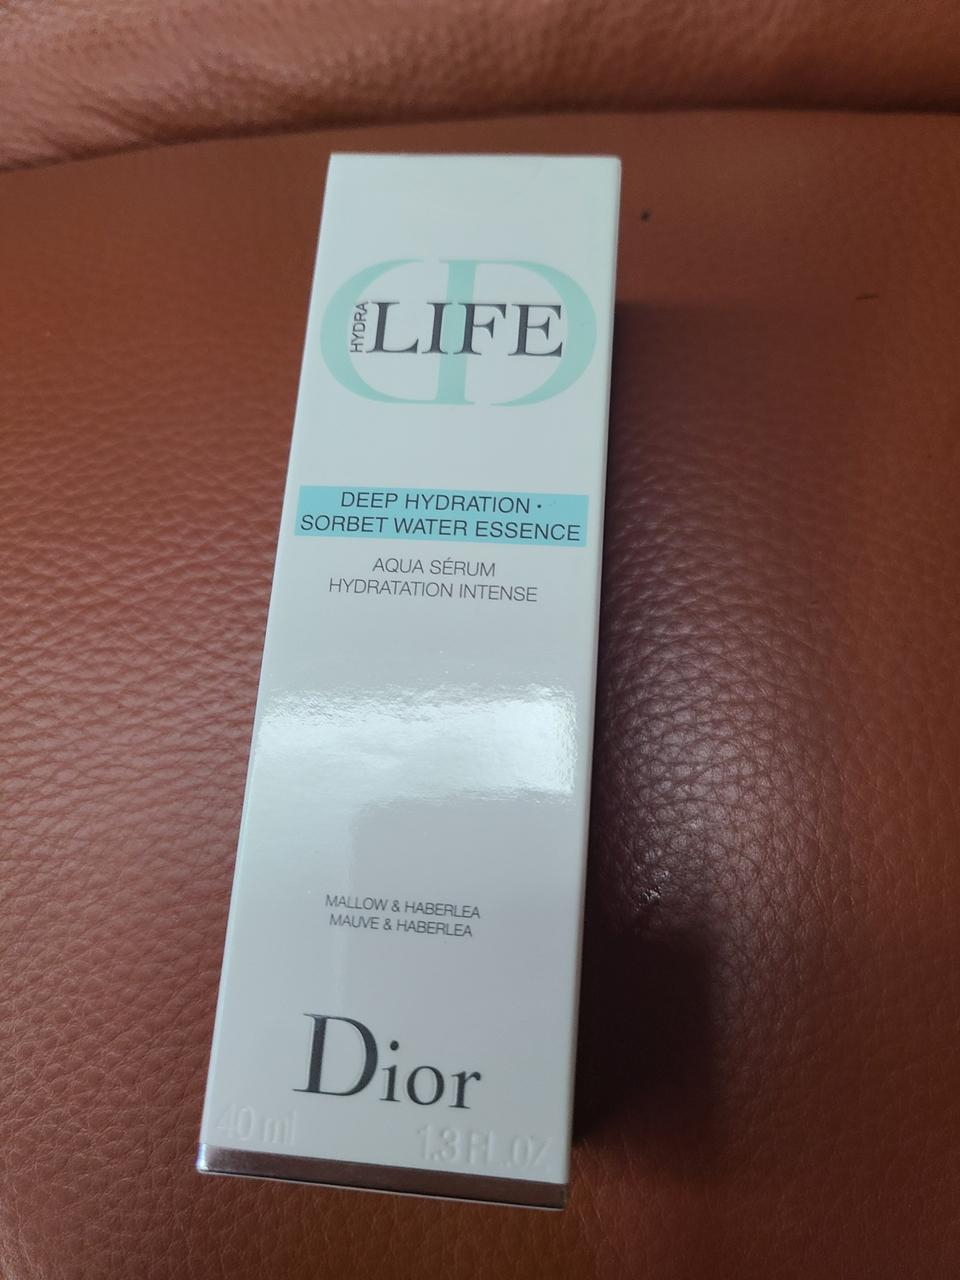 HYDRA LIFE
DEEP HYDRATION •
SORBET WATER ESSENCE
AQUA SÉRUM
HYDRATATION INTENSE
MALLOW & HABERLEA
MAUVE & HABERLEA
Dior
40 ml 1.3 FL.OZ